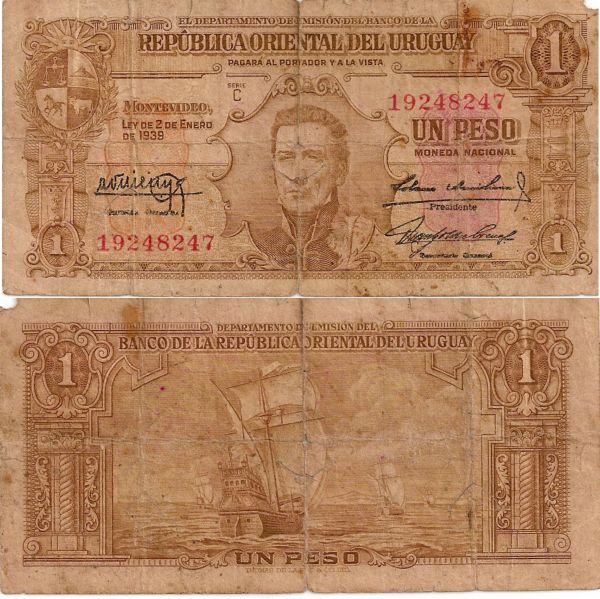 EL DEPARTAMENTO DE EMISIÓN DEL BANCO DE LA
REPÚBLICA ORIENTAL DEL URUGUAY
PAGARÁ AL PORTADOR Y A LA VISTA
1
SERIE
C
MONTEVIDEO,
LEY DE 2 DE ENERO
DE 1939
19248247
UN PESO
MONEDA NACIONAL
Presidente
1
19248247
1
DEPARTAMENTO DE EMISIÓN DEL
BANCO DE LA REPÚBLICA ORIENTAL DEL URUGUAY
1
1
UN PESO